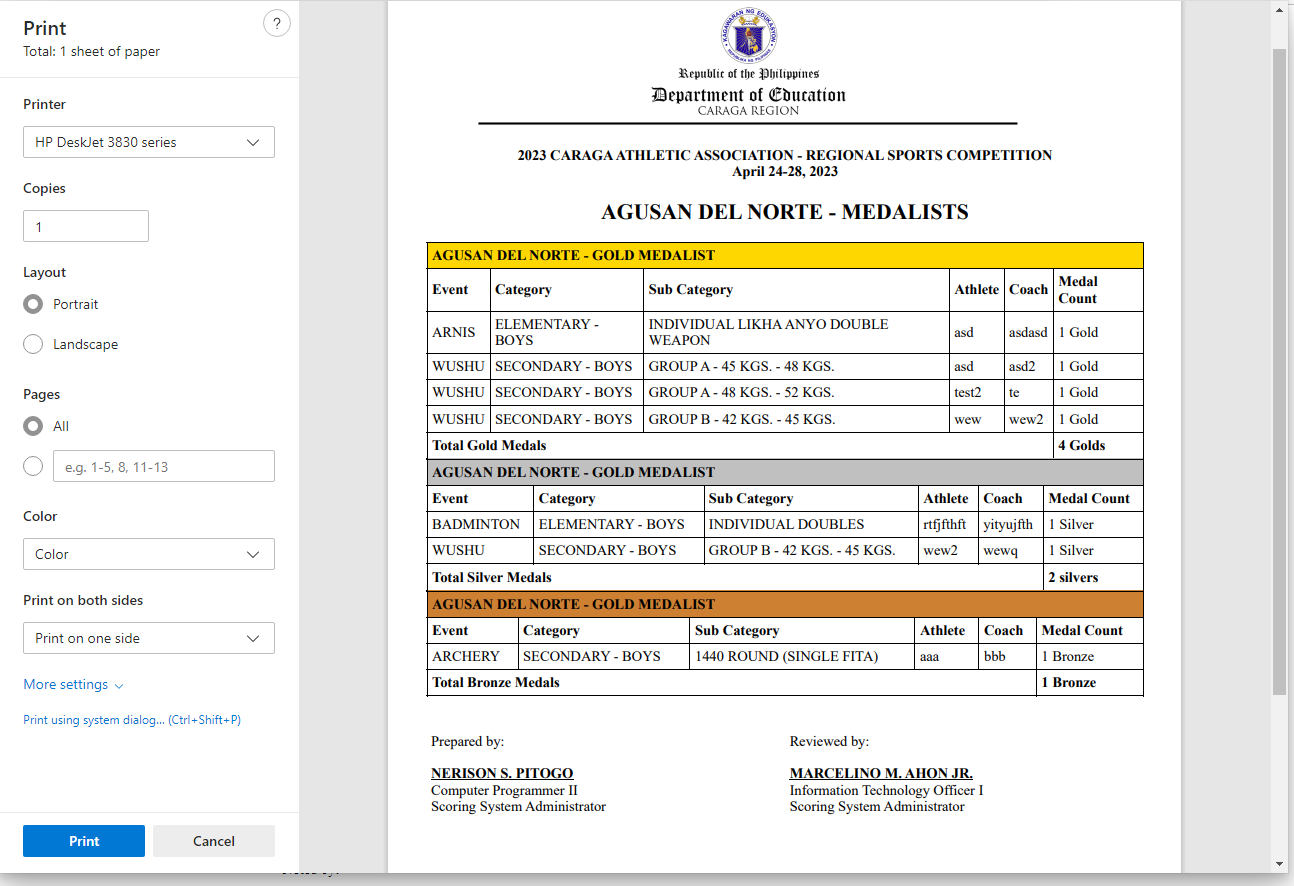 Print
?
Total: 1 sheet of paper
Printer
HP DeskJet 3830 series
Copies
1
Layout
Portrait
Landscape
Pages
All
e.g. 1-5, 8, 11-13
Color
Color
Print on both sides
Print on one side
More settings
Print using system dialog... (Ctrl+Shift+P)
Print Cancel
KAGAWARAN NG EDUKASYON
REPUBLIKA NG PILIPINAS
Republic of the Philippines
Department of Education
CARAGA REGION
2023 CARAGA ATHLETIC ASSOCIATION - REGIONAL SPORTS COMPETITION
April 24-28, 2023
AGUSAN DEL NORTE - MEDALISTS
AGUSAN DEL NORTE - GOLD MEDALIST
Event Category Sub Category Athlete Coach Medal
Count
ARNIS ELEMENTARY - BOYS INDIVIDUAL LIKHA ANYO DOUBLE WEAPON asd asdasd 1 Gold
WUSHU SECONDARY - BOYS GROUP A - 45 KGS. - 48 KGS. asd asd2 1 Gold
WUSHU SECONDARY - BOYS GROUP A - 48 KGS. - 52 KGS. test2 te 1 Gold
WUSHU SECONDARY - BOYS GROUP B - 42 KGS. - 45 KGS. wew wew2 1 Gold
Total Gold Medals 4 Golds
AGUSAN DEL NORTE - GOLD MEDALIST
Event Category Sub Category Athlete Coach Medal Count
BADMINTON ELEMENTARY - BOYS INDIVIDUAL DOUBLES rtfjfthft yityujfth 1 Silver
WUSHU SECONDARY - BOYS GROUP B - 42 KGS. - 45 KGS. wew2 wewq 1 Silver
Total Silver Medals 2 silvers
AGUSAN DEL NORTE - GOLD MEDALIST
Event Category Sub Category Athlete Coach Medal Count
ARCHERY SECONDARY - BOYS 1440 ROUND (SINGLE FITA) aaa bbb 1 Bronze
Total Bronze Medals 1 Bronze
Prepared by: Reviewed by:
NERISON S. PITOGO MARCELINO M. AHON JR.
Computer Programmer II Information Technology Officer I
Scoring System Administrator Scoring System Administrator